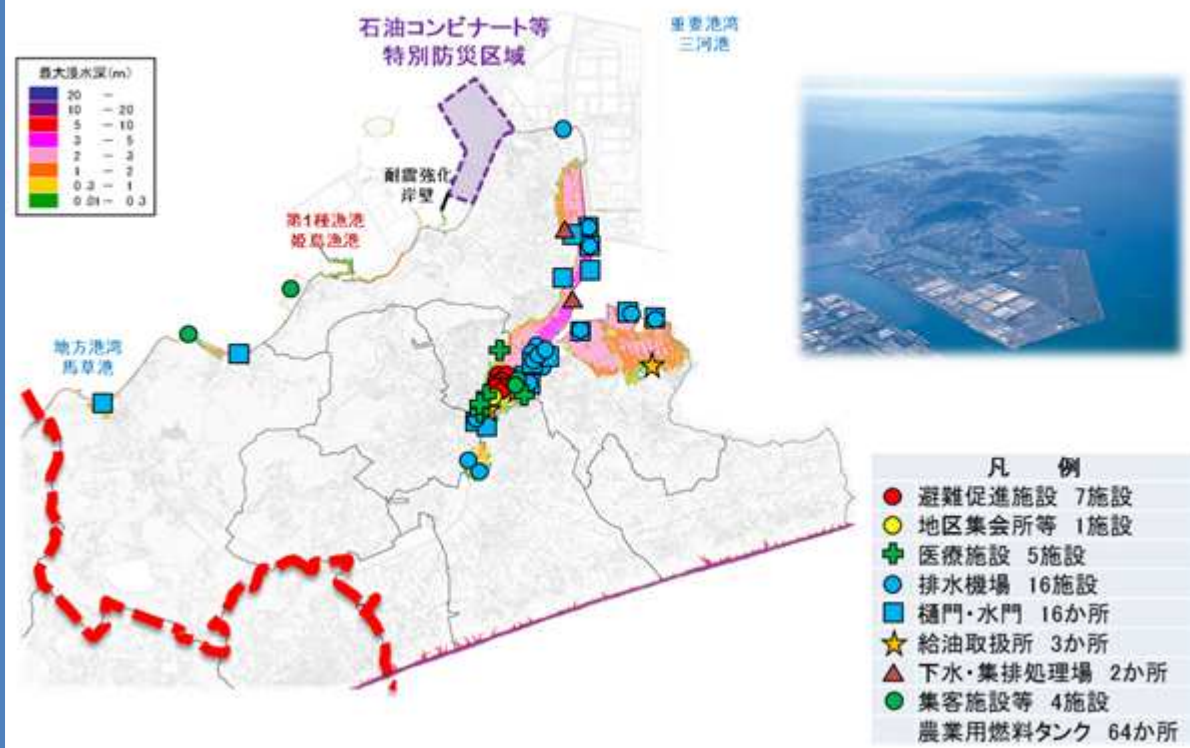 石油コンビナート等
特別防災区域
重要港湾
三河港
最大浸水深(m)
20 -
10 - 20
5 - 10
3 - 5
2 - 3
1 - 2
0.3 - 1
0.01 - 0.3
耐震強化
岸壁
第1種漁港
姫島漁港
地方港湾
馬草港
凡 例
避難促進施設 7施設
地区集会所等 1施設
医療施設 5施設
排水機場 16施設
樋門・水門 16か所
給油取扱所 3か所
下水・集排処理場 2か所
集客施設等 4施設
農業用燃料タンク 64か所